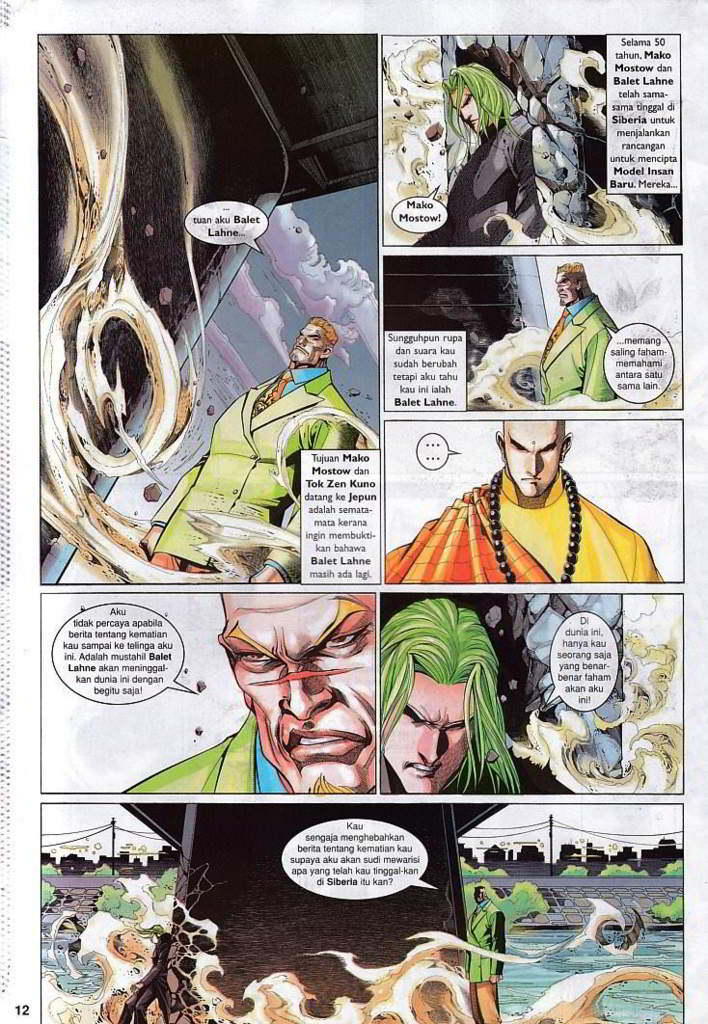 ...
tuan aku Balet
Lahne...
Tujuan Mako
Mostow dan
Tok Zen Kuno
datang ke Jepun
adalah semata-
mata kerana
ingin membukti-
kan bahawa
Balet Lahne
masih ada lagi.
Selama 50
tahun, Mako
Mostow dan
Balet Lahne
telah sama-
sama tinggal di
Siberia untuk
menjalankan
rancangan
untuk mencipta
Model Insan
Baru. Mereka...
Mako
Mostow!
Sungguhpun rupa
dan suara kau
sudah berubah
tetapi aku tahu
kau ini ialah
Balet Lahne.
...memang
saling faham-
memahami
antara satu
sama lain.
...
...
Aku
tidak percaya apabila
berita tentang kematian
kau sampai ke telinga aku
ini. Adalah mustahil Balet
Lahne akan meninggal-
kan dunia ini dengan
begitu saja!
Di
dunia ini,
hanya kau
seorang saja
yang benar-
benar faham
akan aku
ini!
Kau
sengaja menghebahkan
berita tentang kematian kau
supaya aku akan sudi mewarisi
apa yang telah kau tinggal-kan
di Siberia itu kan?
12